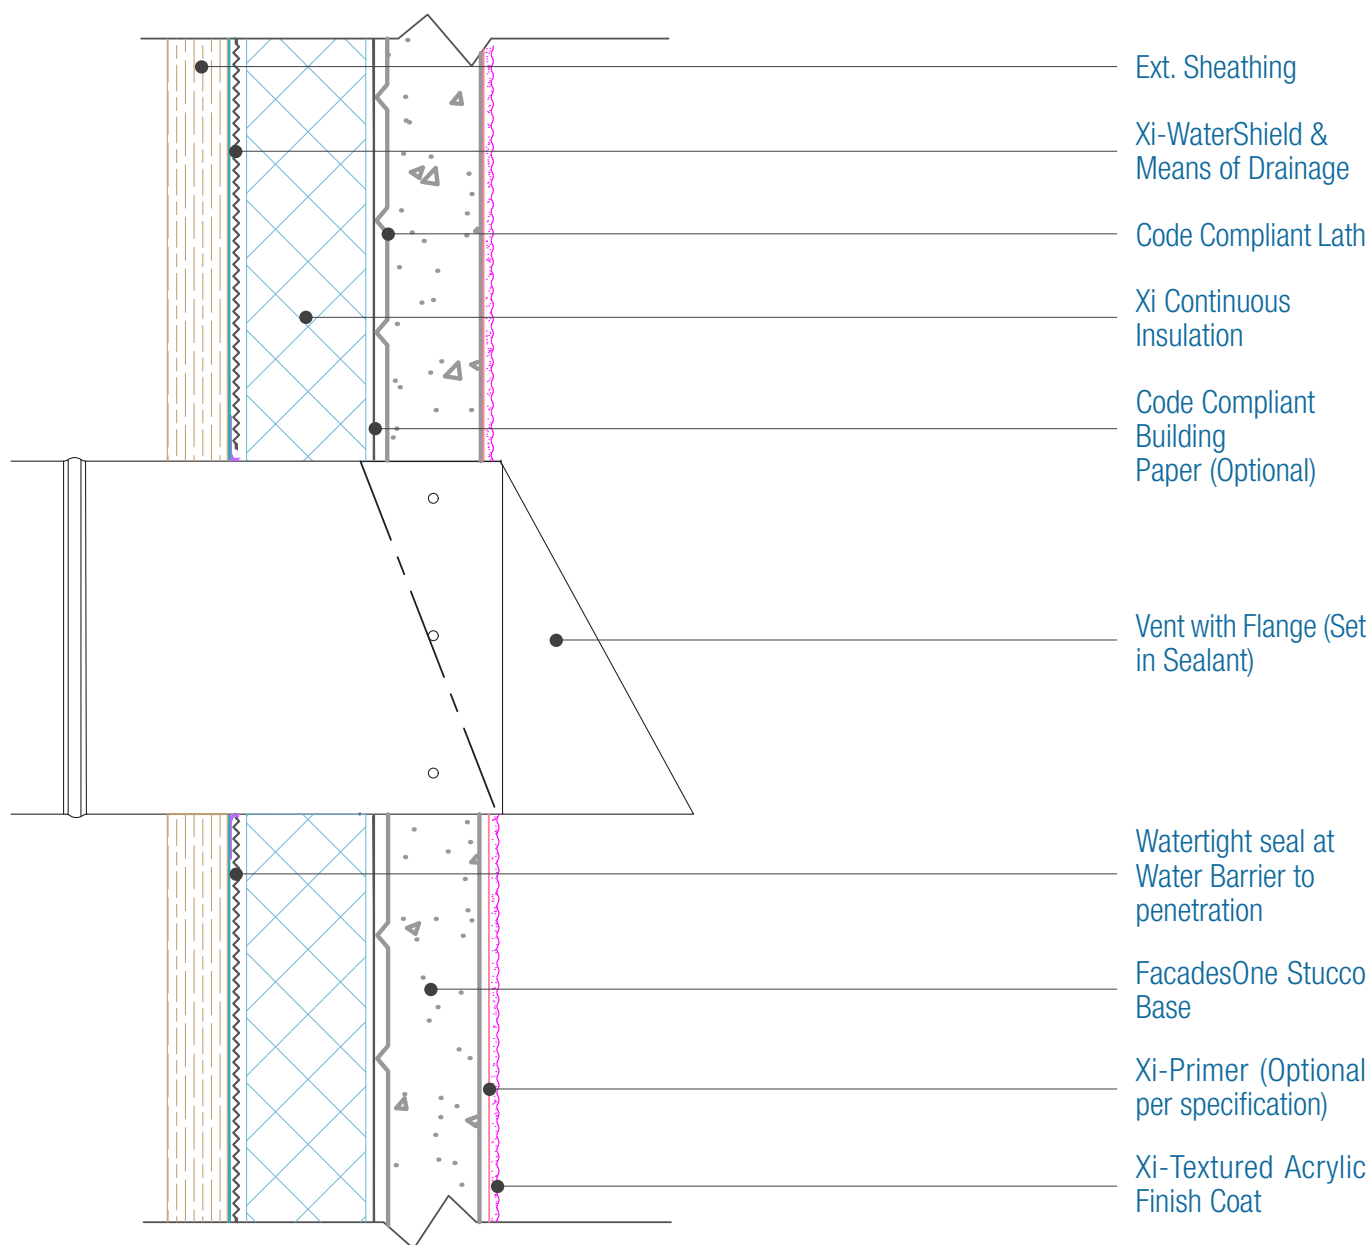 Ext. Sheathing
Xi-WaterShield &
Means of Drainage
Code Compliant Lath
Xi Continuous
Insulation
Code Compliant
Building
Paper (Optional)
Vent with Flange (Set
in Sealant)
Watertight seal at
Water Barrier to
penetration
FacadesOne Stucco
Base
Xi-Primer (Optional
per specification)
Xi-Textured Acrylic
Finish Coat